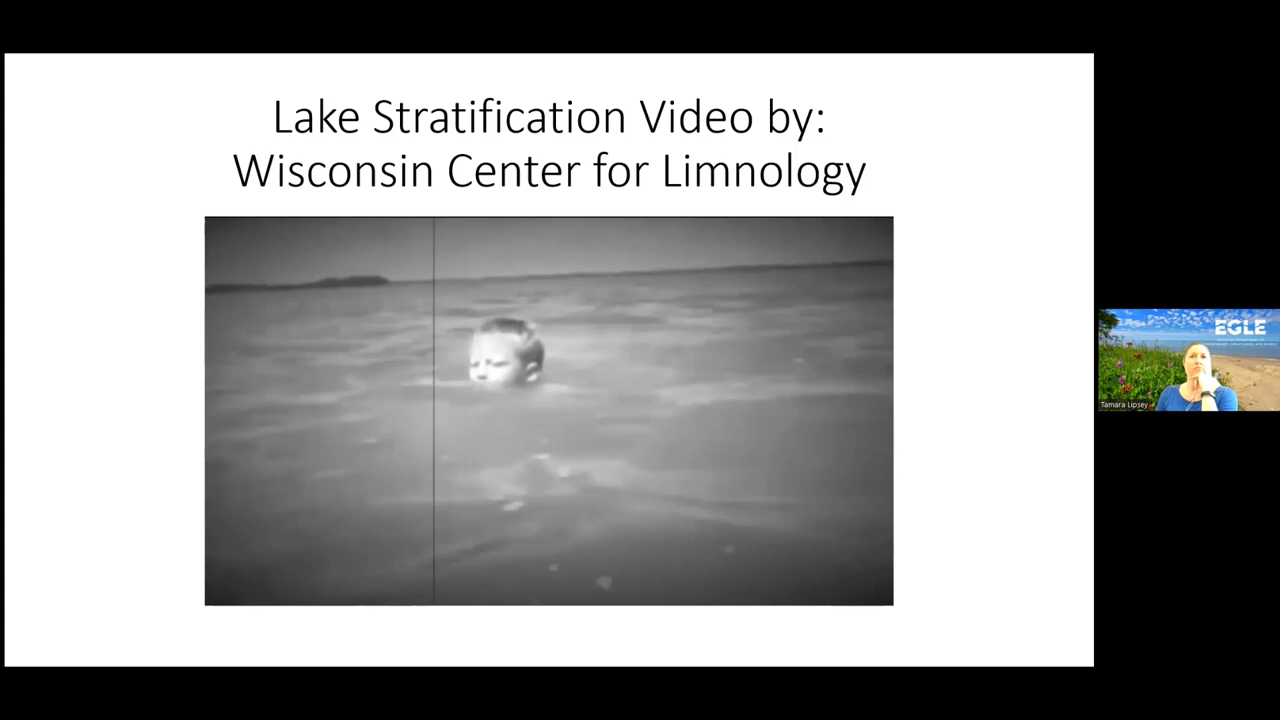 Lake Stratification Video by:
Wisconsin Center for Limnology
EGLE
Tamara Lipsey